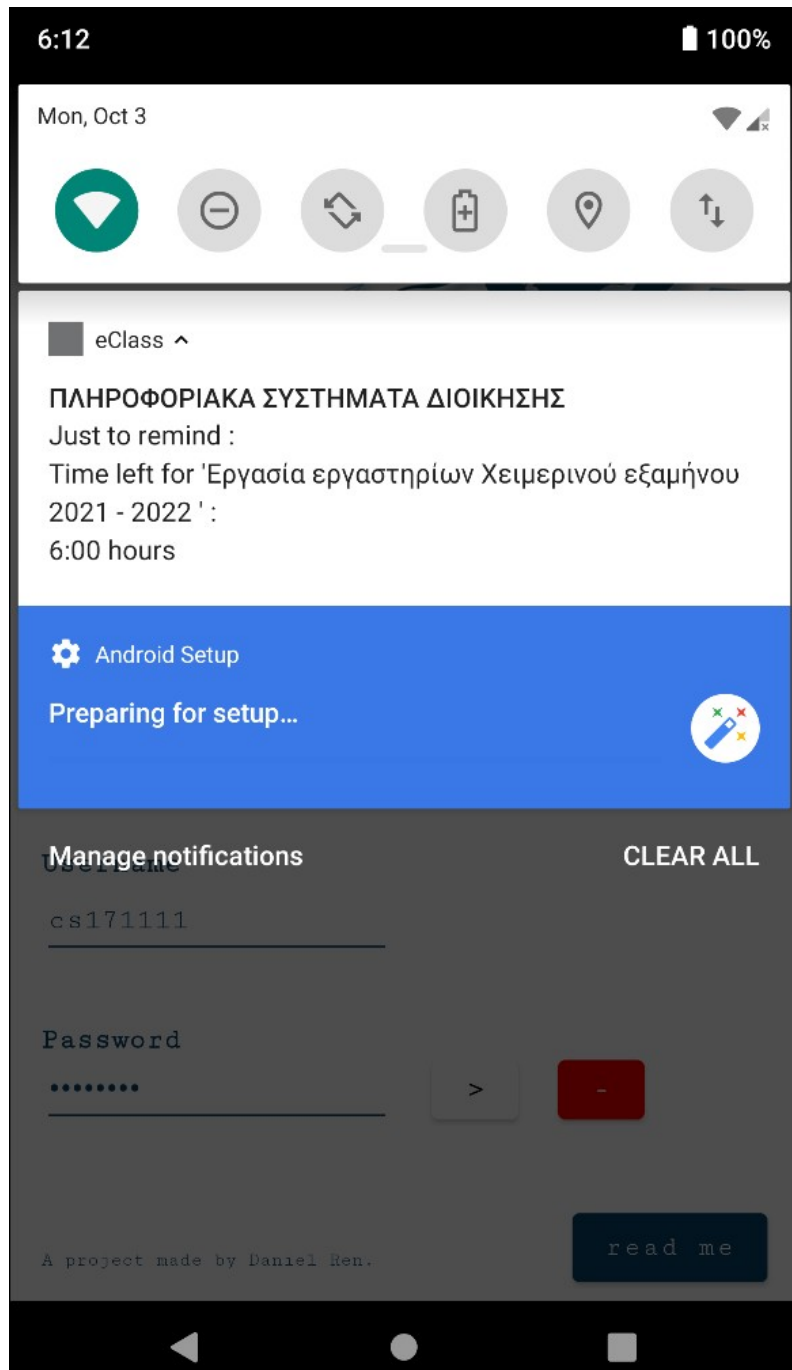 6:12
100%
Mon, Oct 3
eClass
ΠΛΗΡΟΦΟΡΙΑΚΑ ΣΥΣΤΗΜΑΤΑ ΔΙΟΙΚΗΣΗΣ
Just to remind :
Time left for 'Εργασία εργαστηρίων Χειμερινού εξαμήνου
2021 - 2022 ' :
6:00 hours
Android Setup
Preparing for setup...
Manage notifications
CLEAR ALL
Username
cs171111
Password
••••••••
>
-
A project made by Daniel Ren.
read me